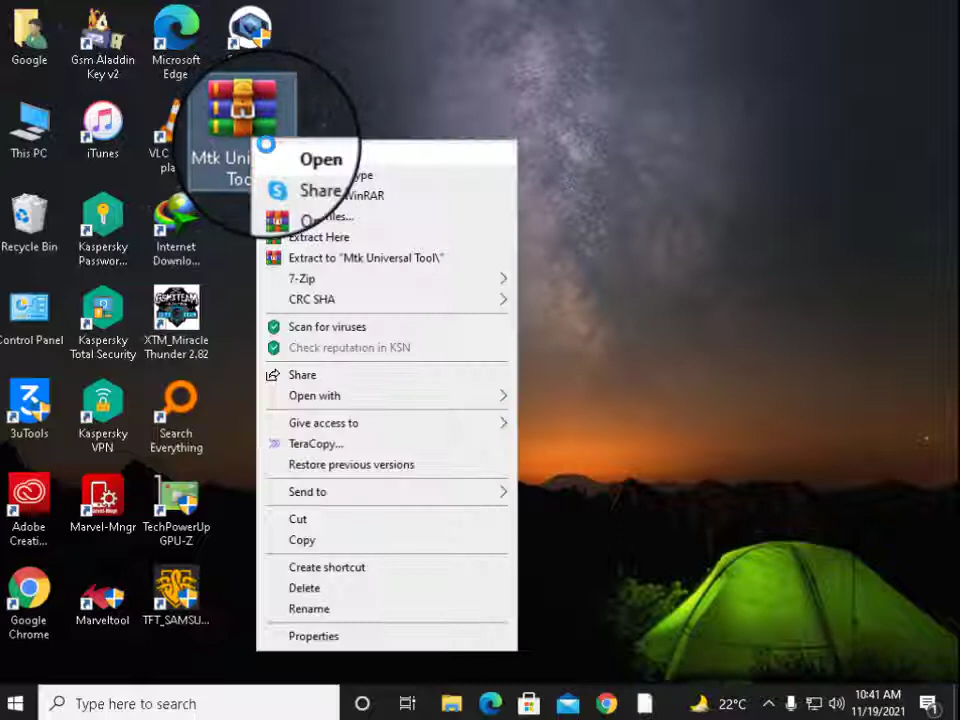 Google
Gsm Aladdin
Key v2
Microsoft
Edge
This PC
iTunes
VLC
pla
Mtk Uni
Too
Recycle Bin
Kaspersky
Passwor...
Internet
Downlo...
Control Panel
Kaspersky
Total Security
XTM_Miracle
Thunder 2.82
3uTools
Kaspersky
VPN
Search
Everything
Adobe
Creati...
Marvel-Mngr
TechPowerUp
GPU-Z
Google
Chrome
Marveltool
TFT_SAMSU...
Open
Share
ype
WinRAR
files...
Extract Here
Extract to "Mtk Universal Tool\"
7-Zip
CRC SHA
Scan for viruses
Check reputation in KSN
Share
Open with
Give access to
TeraCopy...
Restore previous versions
Send to
Cut
Copy
Create shortcut
Delete
Rename
Properties
Type here to search
22°C
10:41 AM
11/19/2021
1